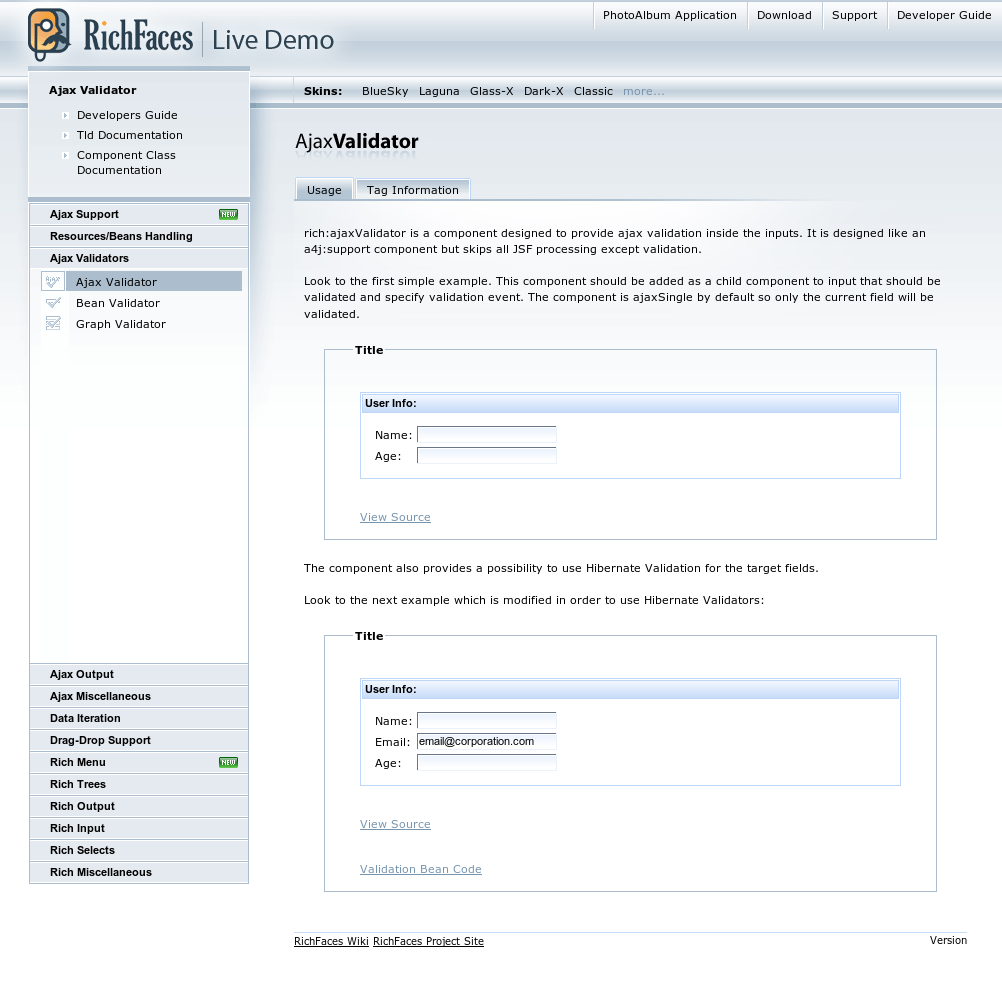 RichFaces Live Demo
PhotoAlbum Application
Download
Support
Developer Guide
Skins: BlueSky Laguna Glass-X Dark-X Classic more...
Ajax Validator
Developers Guide
Tld Documentation
Component Class
Documentation
Ajax Support NEW
Resources/Beans Handling
Ajax Validators
Ajax Validator
Bean Validator
Graph Validator
Ajax Output
Ajax Miscellaneous
Data Iteration
Drag-Drop Support
Rich Menu NEW
Rich Trees
Rich Output
Rich Input
Rich Selects
Rich Miscellaneous
AjaxValidator
Usage
Tag Information
rich:ajaxValidator is a component designed to provide ajax validation inside the inputs. It is designed like an
a4j:support component but skips all JSF processing except validation.
Look to the first simple example. This component should be added as a child component to input that should be
validated and specify validation event. The component is ajaxSingle by default so only the current field will be
validated.
Title
User Info:
Name:
Age:
View Source
The component also provides a possibility to use Hibernate Validation for the target fields.
Look to the next example which is modified in order to use Hibernate Validators:
Title
User Info:
Name:
Email: email@corporation.com
Age:
View Source
Validation Bean Code
RichFaces Wiki RichFaces Project Site
Version